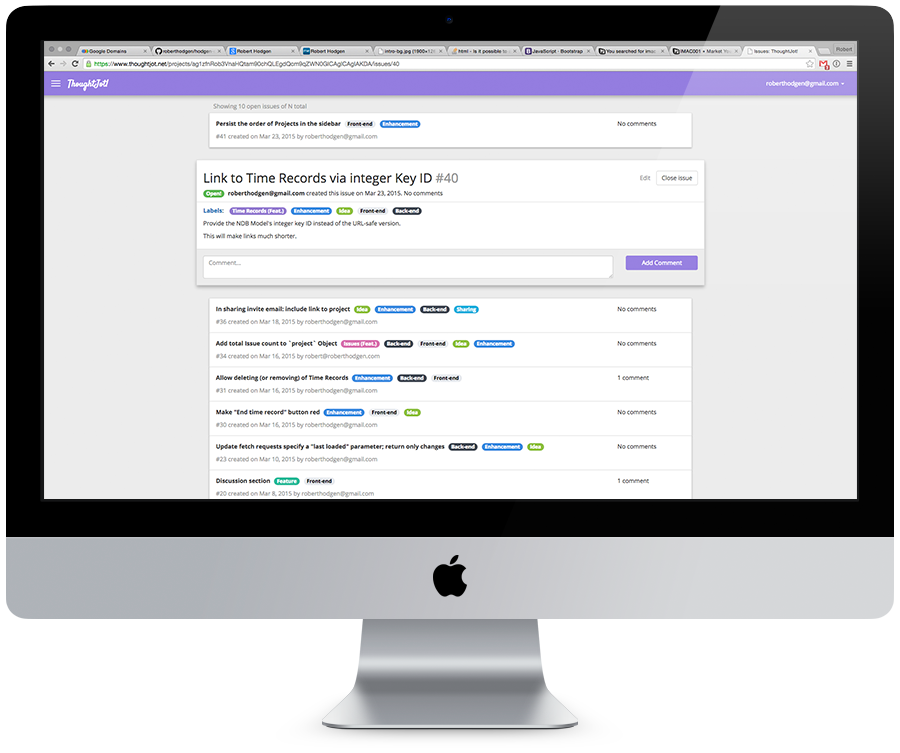 Google Domains
roberthodgen/hodgen
Robert Hodgen
Robert Hodgen
intro-bg.jpg (1900×12
html - Is it possible to
JavaScript · Bootstrap
You searched for imac
IMAC001 • Market You
Issues: ThoughtJot!
Robert
ThoughtJot!
roberthodgen@gmail.com
Showing 10 open issues of N total
Persist the order of Projects in the sidebar Front-end Enhancement No comments
#41 created on Mar 23, 2015 by roberthodgen@gmail.com
Link to Time Records via integer Key ID #40 Edit Close issue
Open! roberthodgen@gmail.com created this issue on Mar 23, 2015. No comments
Labels: Time Records (Feat.) Enhancement Idea Front-end Back-end
Provide the NDB Model's integer key ID instead of the URL-safe version.
This will make links much shorter.
Comment... Add Comment
In sharing invite email: include link to project Idea Enhancement Back-end Sharing No comments
#36 created on Mar 18, 2015 by roberthodgen@gmail.com
Add total Issue count to `project` Object Issues (Feat.) Back-end Front-end Idea Enhancement No comments
#34 created on Mar 16, 2015 by robert@roberthodgen.com
Allow deleting (or removing) of Time Records Enhancement Back-end Front-end 1 comment
#31 created on Mar 16, 2015 by roberthodgen@gmail.com
Make "End time record" button red Enhancement Front-end Idea No comments
#30 created on Mar 16, 2015 by roberthodgen@gmail.com
Update fetch requests specify a "last loaded" parameter; return only changes Back-end Enhancement Idea No comments
#23 created on Mar 10, 2015 by roberthodgen@gmail.com
Discussion section Feature Front-end 1 comment
#20 created on Mar 8, 2015 by roberthodgen@gmail.com